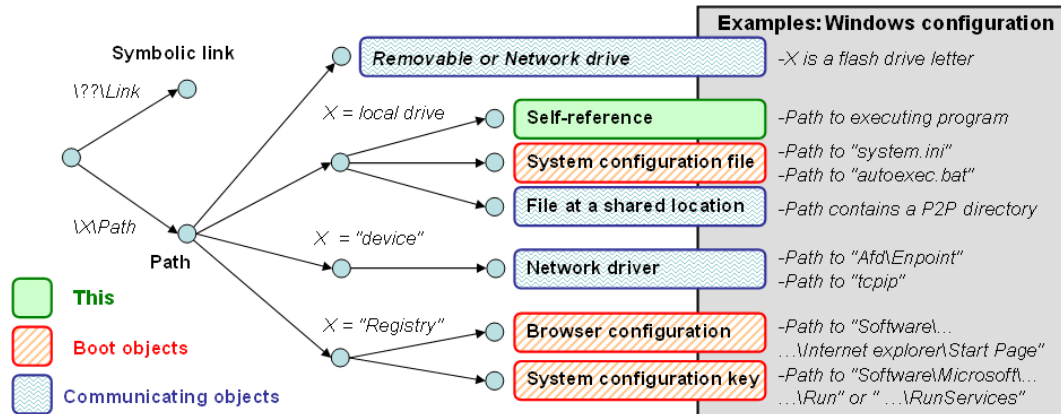 Examples: Windows configuration
Symbolic link
Removable or Network drive
-X is a flash drive letter
\??\Link
X = local drive
Self-reference
-Path to executing program
System configuration file
-Path to "system.ini"
-Path to "autoexec.bat"
File at a shared location
-Path contains a P2P directory
\X\Path
X = "device"
Path
Network driver
-Path to "Afd\Enpoint"
-Path to "tcpip"
This
X = "Registry"
Browser configuration
-Path to "Software\...
...\Internet explorer\Start Page"
Boot objects
System configuration key
-Path to "Software\Microsoft\...
...\Run" or " ...\RunServices"
Communicating objects